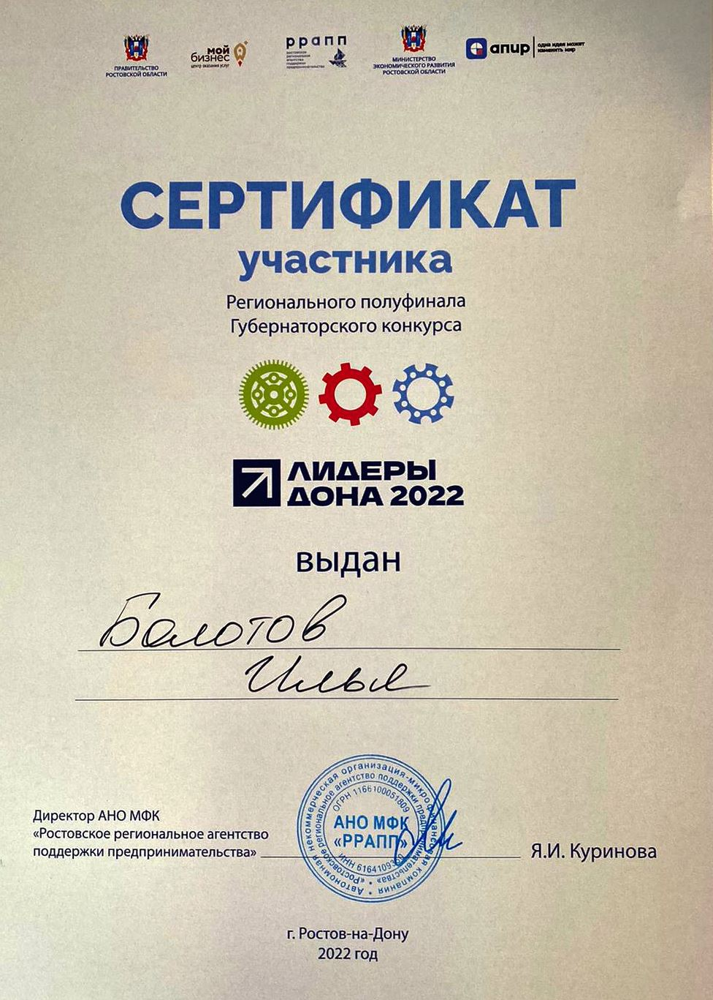 ПРАВИТЕЛЬСТВО
РОСТОВСКОЙ ОБЛАСТИ
мой
бизнес
центр оказания услуг
ррапп
ростовское
региональное
агентство
поддержки
предпринимательства
МИНИСТЕРСТВО
ЭКОНОМИЧЕСКОГО РАЗВИТИЯ
РОСТОВСКОЙ ОБЛАСТИ
апир
одна идея может
изменить мир
СЕРТИФИКАТ
участника
Регионального полуфинала
Губернаторского конкурса
ЛИДЕРЫ
ДОНА 2022
выдан
Болотов
Илья
Директор АНО МФК
«Ростовское региональное агентство
поддержки предпринимательства»
Автономная некоммерческая организация-микрофинансовая компания
«Ростовское региональное агентство поддержки предпринимательства»
ОГРН 1166100051809
АНО МФК
«РРАПП»
ИНН
Я.И. Куринова
г. Ростов-на-Дону
2022 год